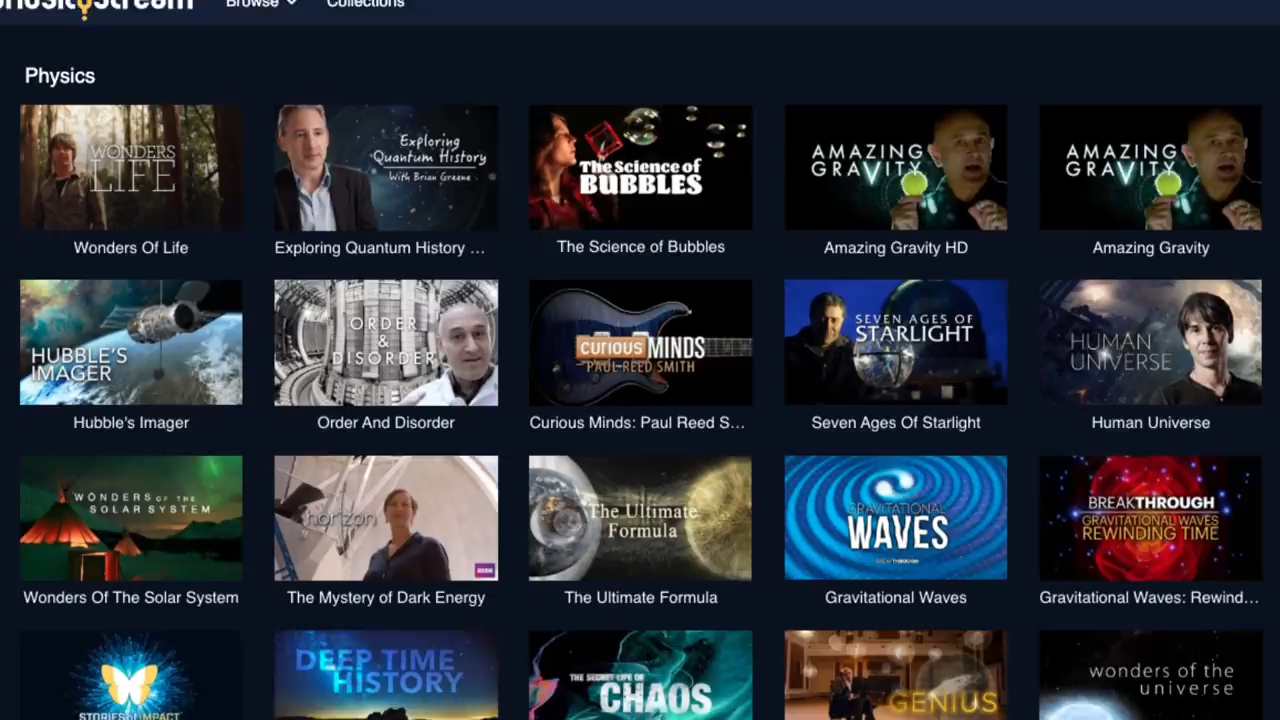 Browse
Collections
Physics
WONDERS
LIFE
Exploring
Quantum History
With Brian Greene
The Science of
BUBBLES
AMAZING
GRAVITY
AMAZING
GRAVITY
Wonders Of Life
Exploring Quantum History ...
The Science of Bubbles
Amazing Gravity HD
Amazing Gravity
HUBBLE'S
IMAGER
ORDER
&
DISORDER
CURIOUS MINDS
PAUL REED SMITH
SEVEN AGES OF
STARLIGHT
HUMAN
UNIVERSE
Hubble's Imager
Order And Disorder
Curious Minds: Paul Reed S...
Seven Ages Of Starlight
Human Universe
WONDERS OF THE
SOLAR SYSTEM
horizon
The Ultimate
Formula
GRAVITATIONAL
WAVES
BREAKTHROUGH
BREAKTHROUGH
GRAVITATIONAL WAVES
REWINDING TIME
Wonders Of The Solar System
The Mystery of Dark Energy
The Ultimate Formula
Gravitational Waves
Gravitational Waves: Rewind...
STORIES of IMPACT
DEEP TIME
HISTORY
THE SECRET LIFE OF
CHAOS
GENIUS
wonders of the
universe